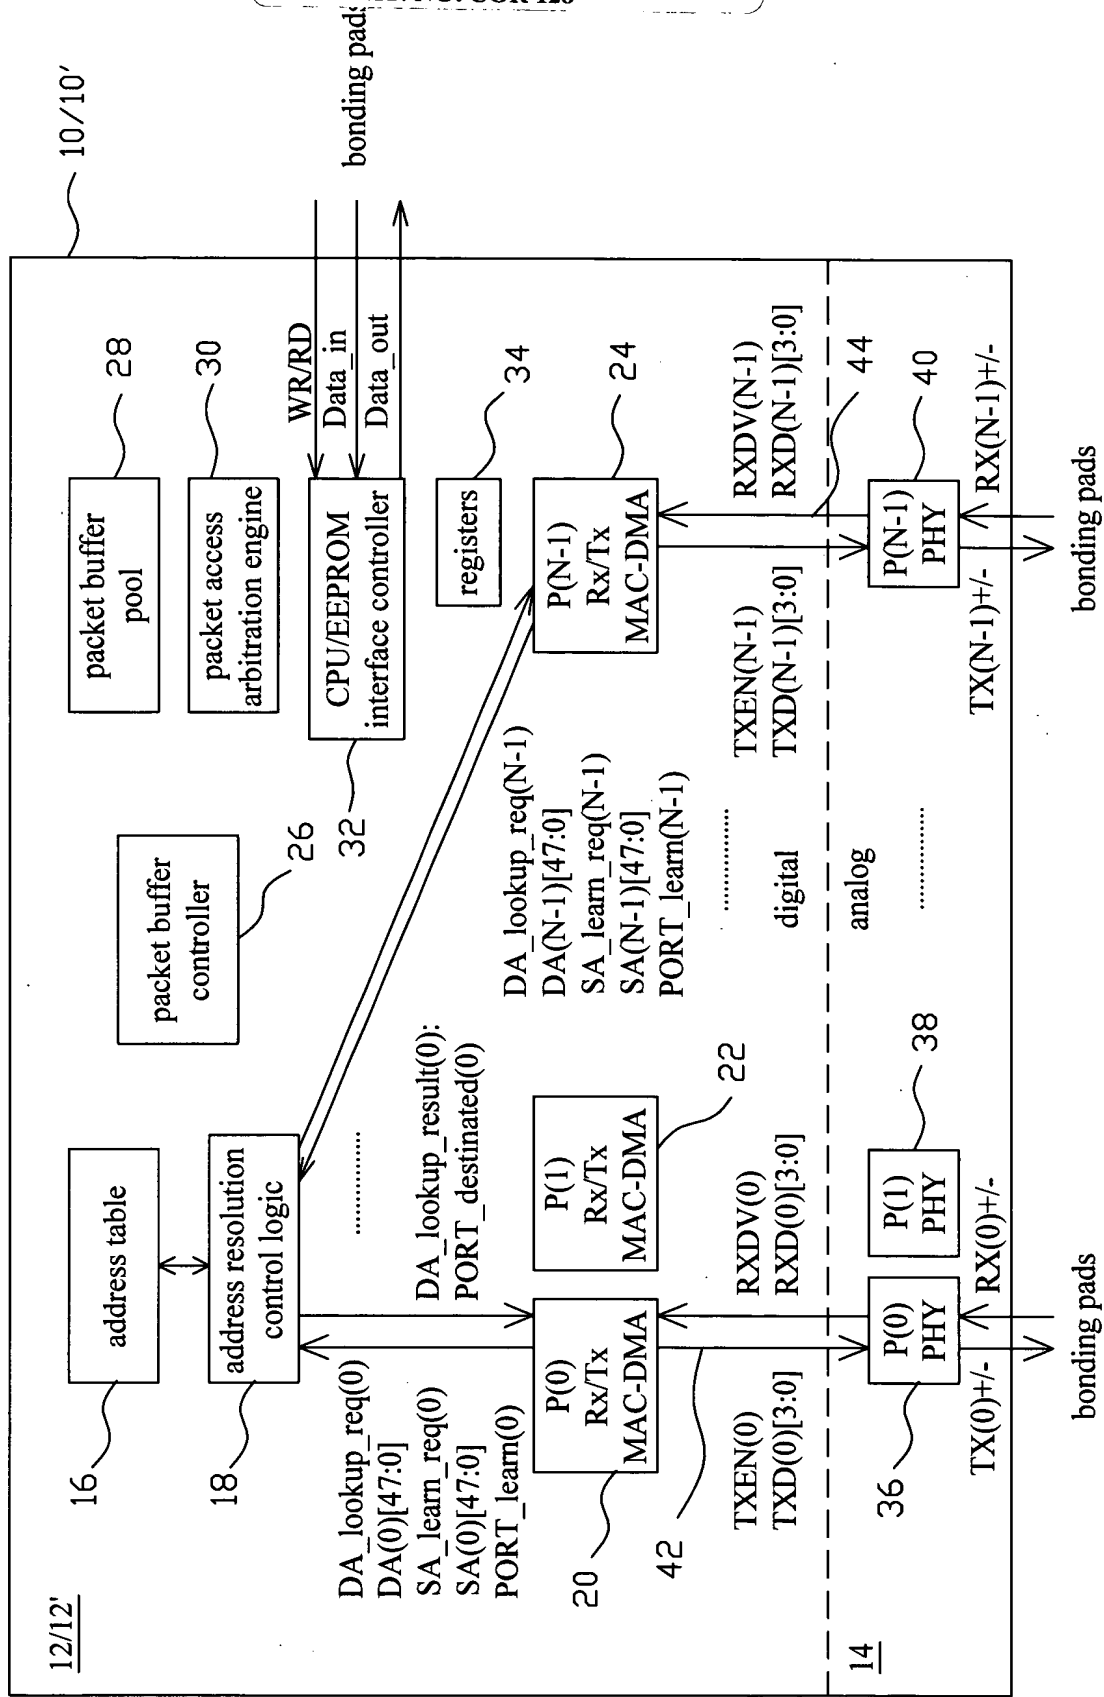 10/10'
12/12'
address table
16
address resolution
control logic
18
packet buffer
controller
26
packet buffer
pool
28
packet access
arbitration engine
30
CPU/EEPROM
interface controller
32
WR/RD
Data_in
Data_out
bonding pads
registers
34
DA_lookup_req(0)
DA(0)[47:0]
SA_learn_req(0)
SA(0)[47:0]
PORT_learn(0)
DA_lookup_result(0):
PORT_destinated(0)
DA_lookup_req(N-1)
DA(N-1)[47:0]
SA_learn_req(N-1)
SA(N-1)[47:0]
PORT_learn(N-1)
P(0)
Rx/Tx
MAC-DMA
20
P(1)
Rx/Tx
MAC-DMA
22
P(N-1)
Rx/Tx
MAC-DMA
24
TXEN(0)
TXD(0)[3:0]
42
RXDV(0)
RXD(0)[3:0]
TXEN(N-1)
TXD(N-1)[3:0]
RXDV(N-1)
RXD(N-1)[3:0]
44
digital
analog
14
P(0)
PHY
36
P(1)
PHY
38
P(N-1)
PHY
40
TX(0)+/-
RX(0)+/-
TX(N-1)+/-
RX(N-1)+/-
bonding pads
bonding pads